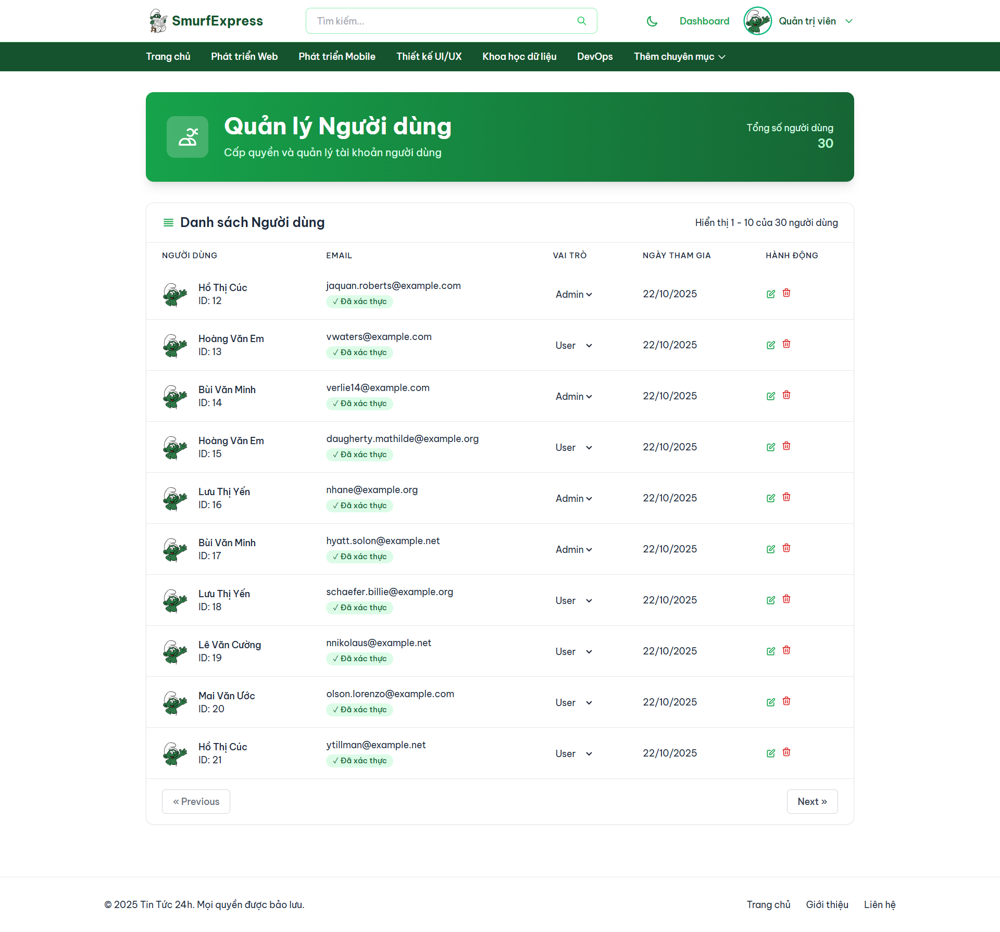 SmurfExpress
Tìm kiếm...
Dashboard
Quản trị viên
Trang chủ Phát triển Web Phát triển Mobile Thiết kế UI/UX Khoa học dữ liệu DevOps Thêm chuyên mục
Quản lý Người dùng
Cấp quyền và quản lý tài khoản người dùng
Tổng số người dùng
30
Danh sách Người dùng
Hiển thị 1 - 10 của 30 người dùng
NGƯỜI DÙNG EMAIL VAI TRÒ NGÀY THAM GIA HÀNH ĐỘNG
Hồ Thị Cúc
ID: 12
jaquan.roberts@example.com
✓ Đã xác thực
Admin
22/10/2025
Hoàng Văn Em
ID: 13
vwaters@example.com
✓ Đã xác thực
User
22/10/2025
Bùi Văn Minh
ID: 14
verlie14@example.com
✓ Đã xác thực
Admin
22/10/2025
Hoàng Văn Em
ID: 15
daugherty.mathilde@example.org
✓ Đã xác thực
User
22/10/2025
Lưu Thị Yến
ID: 16
nhane@example.org
✓ Đã xác thực
Admin
22/10/2025
Bùi Văn Minh
ID: 17
hyatt.solon@example.net
✓ Đã xác thực
Admin
22/10/2025
Lưu Thị Yến
ID: 18
schaefer.billie@example.org
✓ Đã xác thực
User
22/10/2025
Lê Văn Cường
ID: 19
nnikolaus@example.net
✓ Đã xác thực
User
22/10/2025
Mai Văn Ước
ID: 20
olson.lorenzo@example.com
✓ Đã xác thực
User
22/10/2025
Hồ Thị Cúc
ID: 21
ytillman@example.net
✓ Đã xác thực
User
22/10/2025
« Previous
Next »
© 2025 Tin Tức 24h. Mọi quyền được bảo lưu.
Trang chủ Giới thiệu Liên hệ